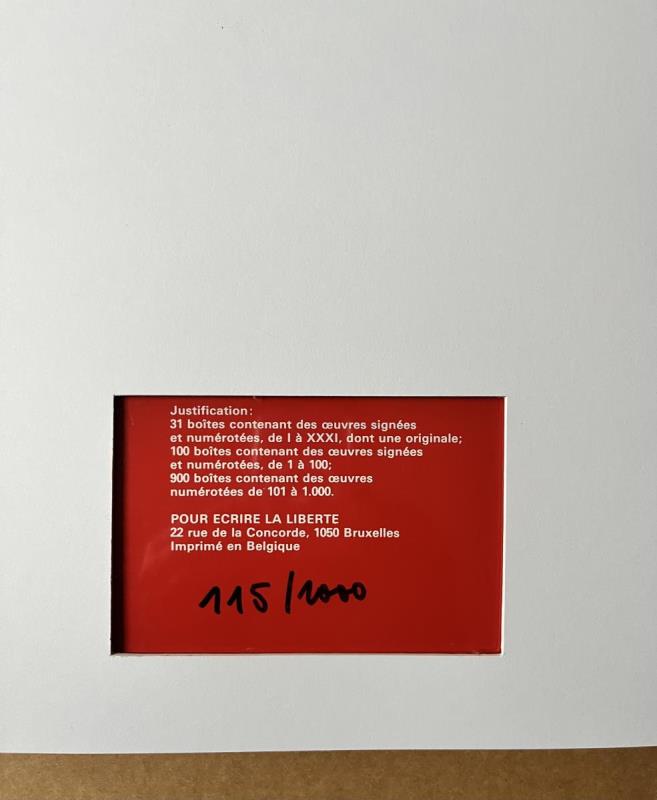 Justification:
31 boîtes contenant des œuvres signées
et numérotées, de I à XXXI, dont une originale;
100 boîtes contenant des œuvres signées
et numérotées, de 1 à 100;
900 boîtes contenant des œuvres
numérotées de 101 à 1.000.
POUR ECRIRE LA LIBERTE
22 rue de la Concorde, 1050 Bruxelles
Imprimé en Belgique
115/1000